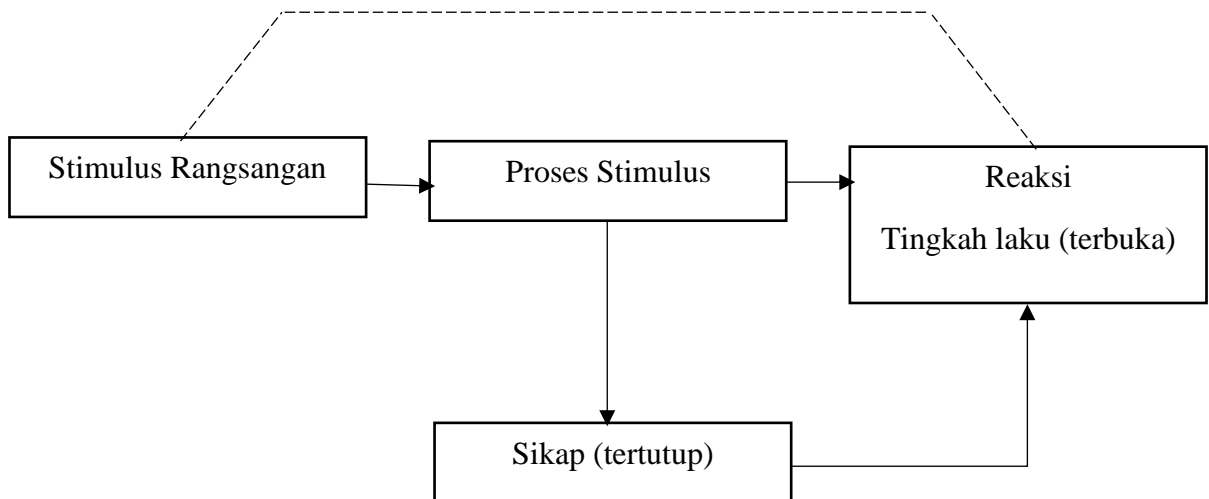 Stimulus Rangsangan
Proses Stimulus
Reaksi
Tingkah laku (terbuka)
Sikap (tertutup)